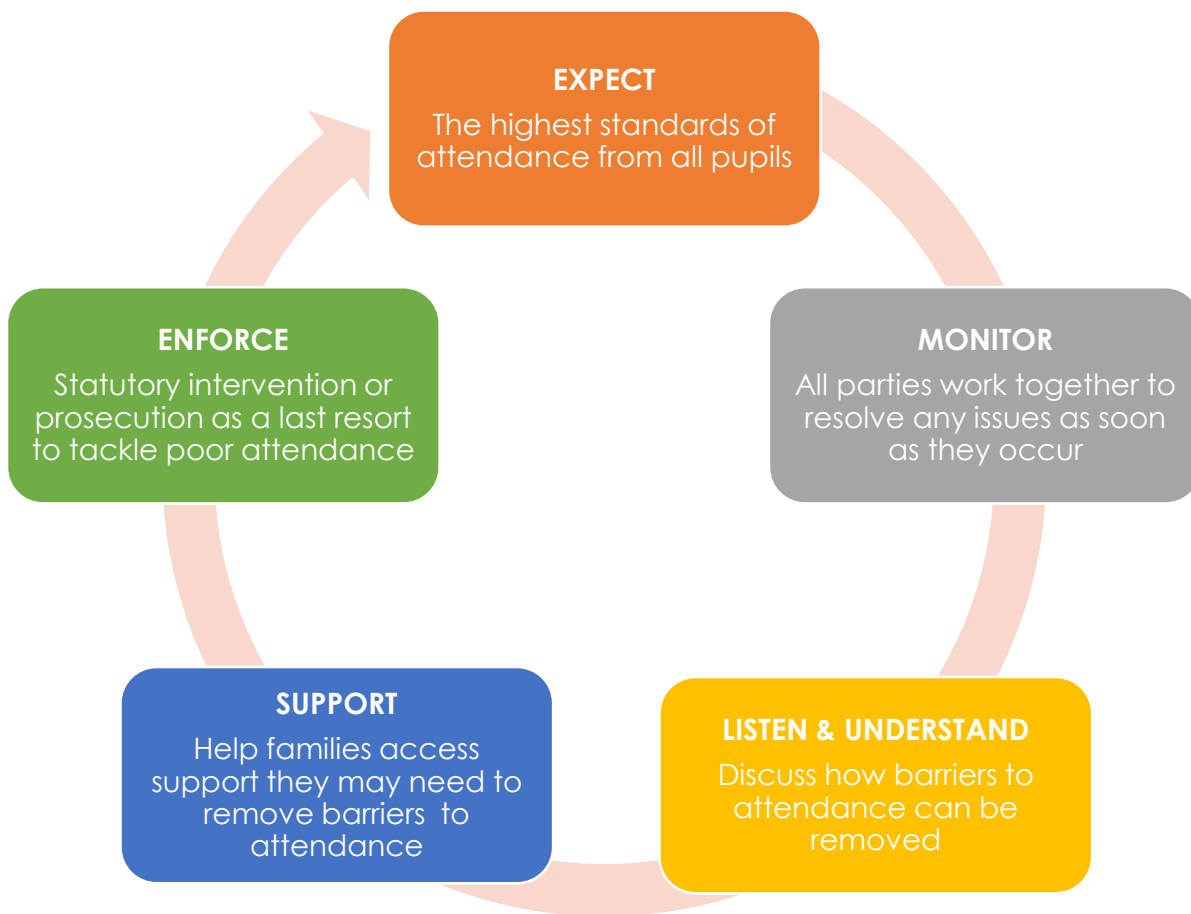 EXPECT
The highest standards of
attendance from all pupils
MONITOR
All parties work together to
resolve any issues as soon
as they occur
LISTEN & UNDERSTAND
Discuss how barriers to
attendance can be
removed
SUPPORT
Help families access
support they may need to
remove barriers  to
attendance
ENFORCE
Statutory intervention or
prosecution as a last resort
to tackle poor attendance